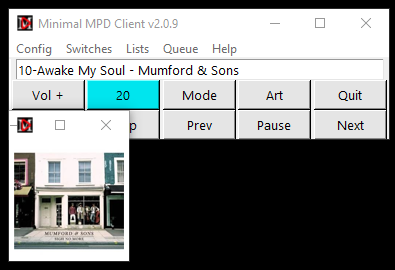 Minimal MPD Client v2.0.9
Config Switches Lists Queue Help
10-Awake My Soul - Mumford & Sons
Vol + 20 Mode Art Quit
Prev Pause Next
MUMFORD & SONS
SIGH NO MORE